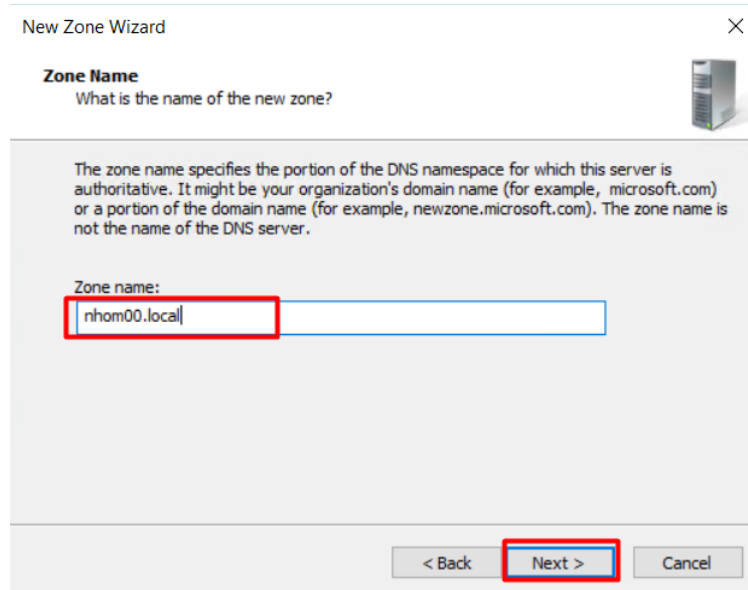 New Zone Wizard
Zone Name
What is the name of the new zone?
The zone name specifies the portion of the DNS namespace for which this server is
authoritative. It might be your organization's domain name (for example, microsoft.com)
or a portion of the domain name (for example, newzone.microsoft.com). The zone name is
not the name of the DNS server.
Zone name:
nhom00.local
< Back Next > Cancel